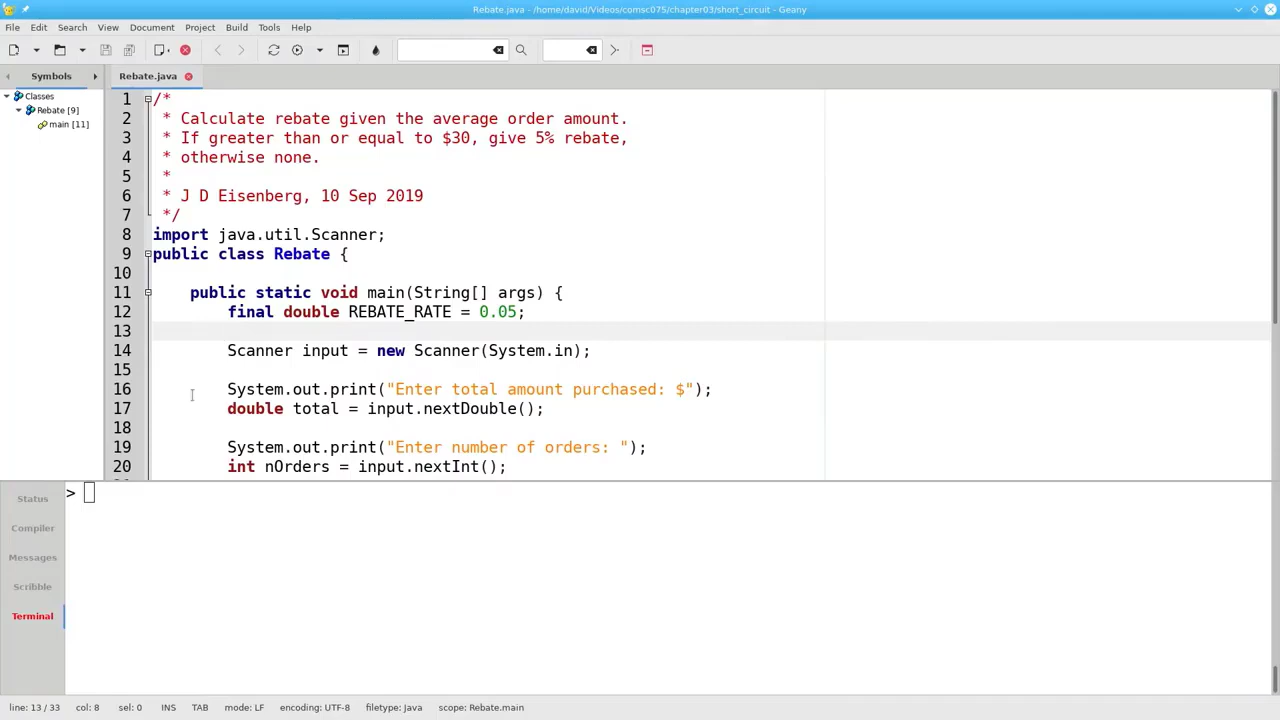 Rebate.java - /home/david/Videos/comsc075/chapter03/short_circuit - Geany
File Edit Search View Document Project Build Tools Help
Symbols
Rebate.java
Classes
Rebate [9]
main [11]
1 /*
2 * Calculate rebate given the average order amount.
3 * If greater than or equal to $30, give 5% rebate,
4 * otherwise none.
5 *
6 * J D Eisenberg, 10 Sep 2019
7 */
8 import java.util.Scanner;
9 public class Rebate {
10
11 public static void main(String[] args) {
12 final double REBATE_RATE = 0.05;
13
14 Scanner input = new Scanner(System.in);
15
16 System.out.print("Enter total amount purchased: $");
17 double total = input.nextDouble();
18
19 System.out.print("Enter number of orders: ");
20 int nOrders = input.nextInt();
Status
Compiler
Messages
Scribble
Terminal
>
line: 13 / 33 col: 8 sel: 0 INS TAB mode: LF encoding: UTF-8 filetype: Java scope: Rebate.main